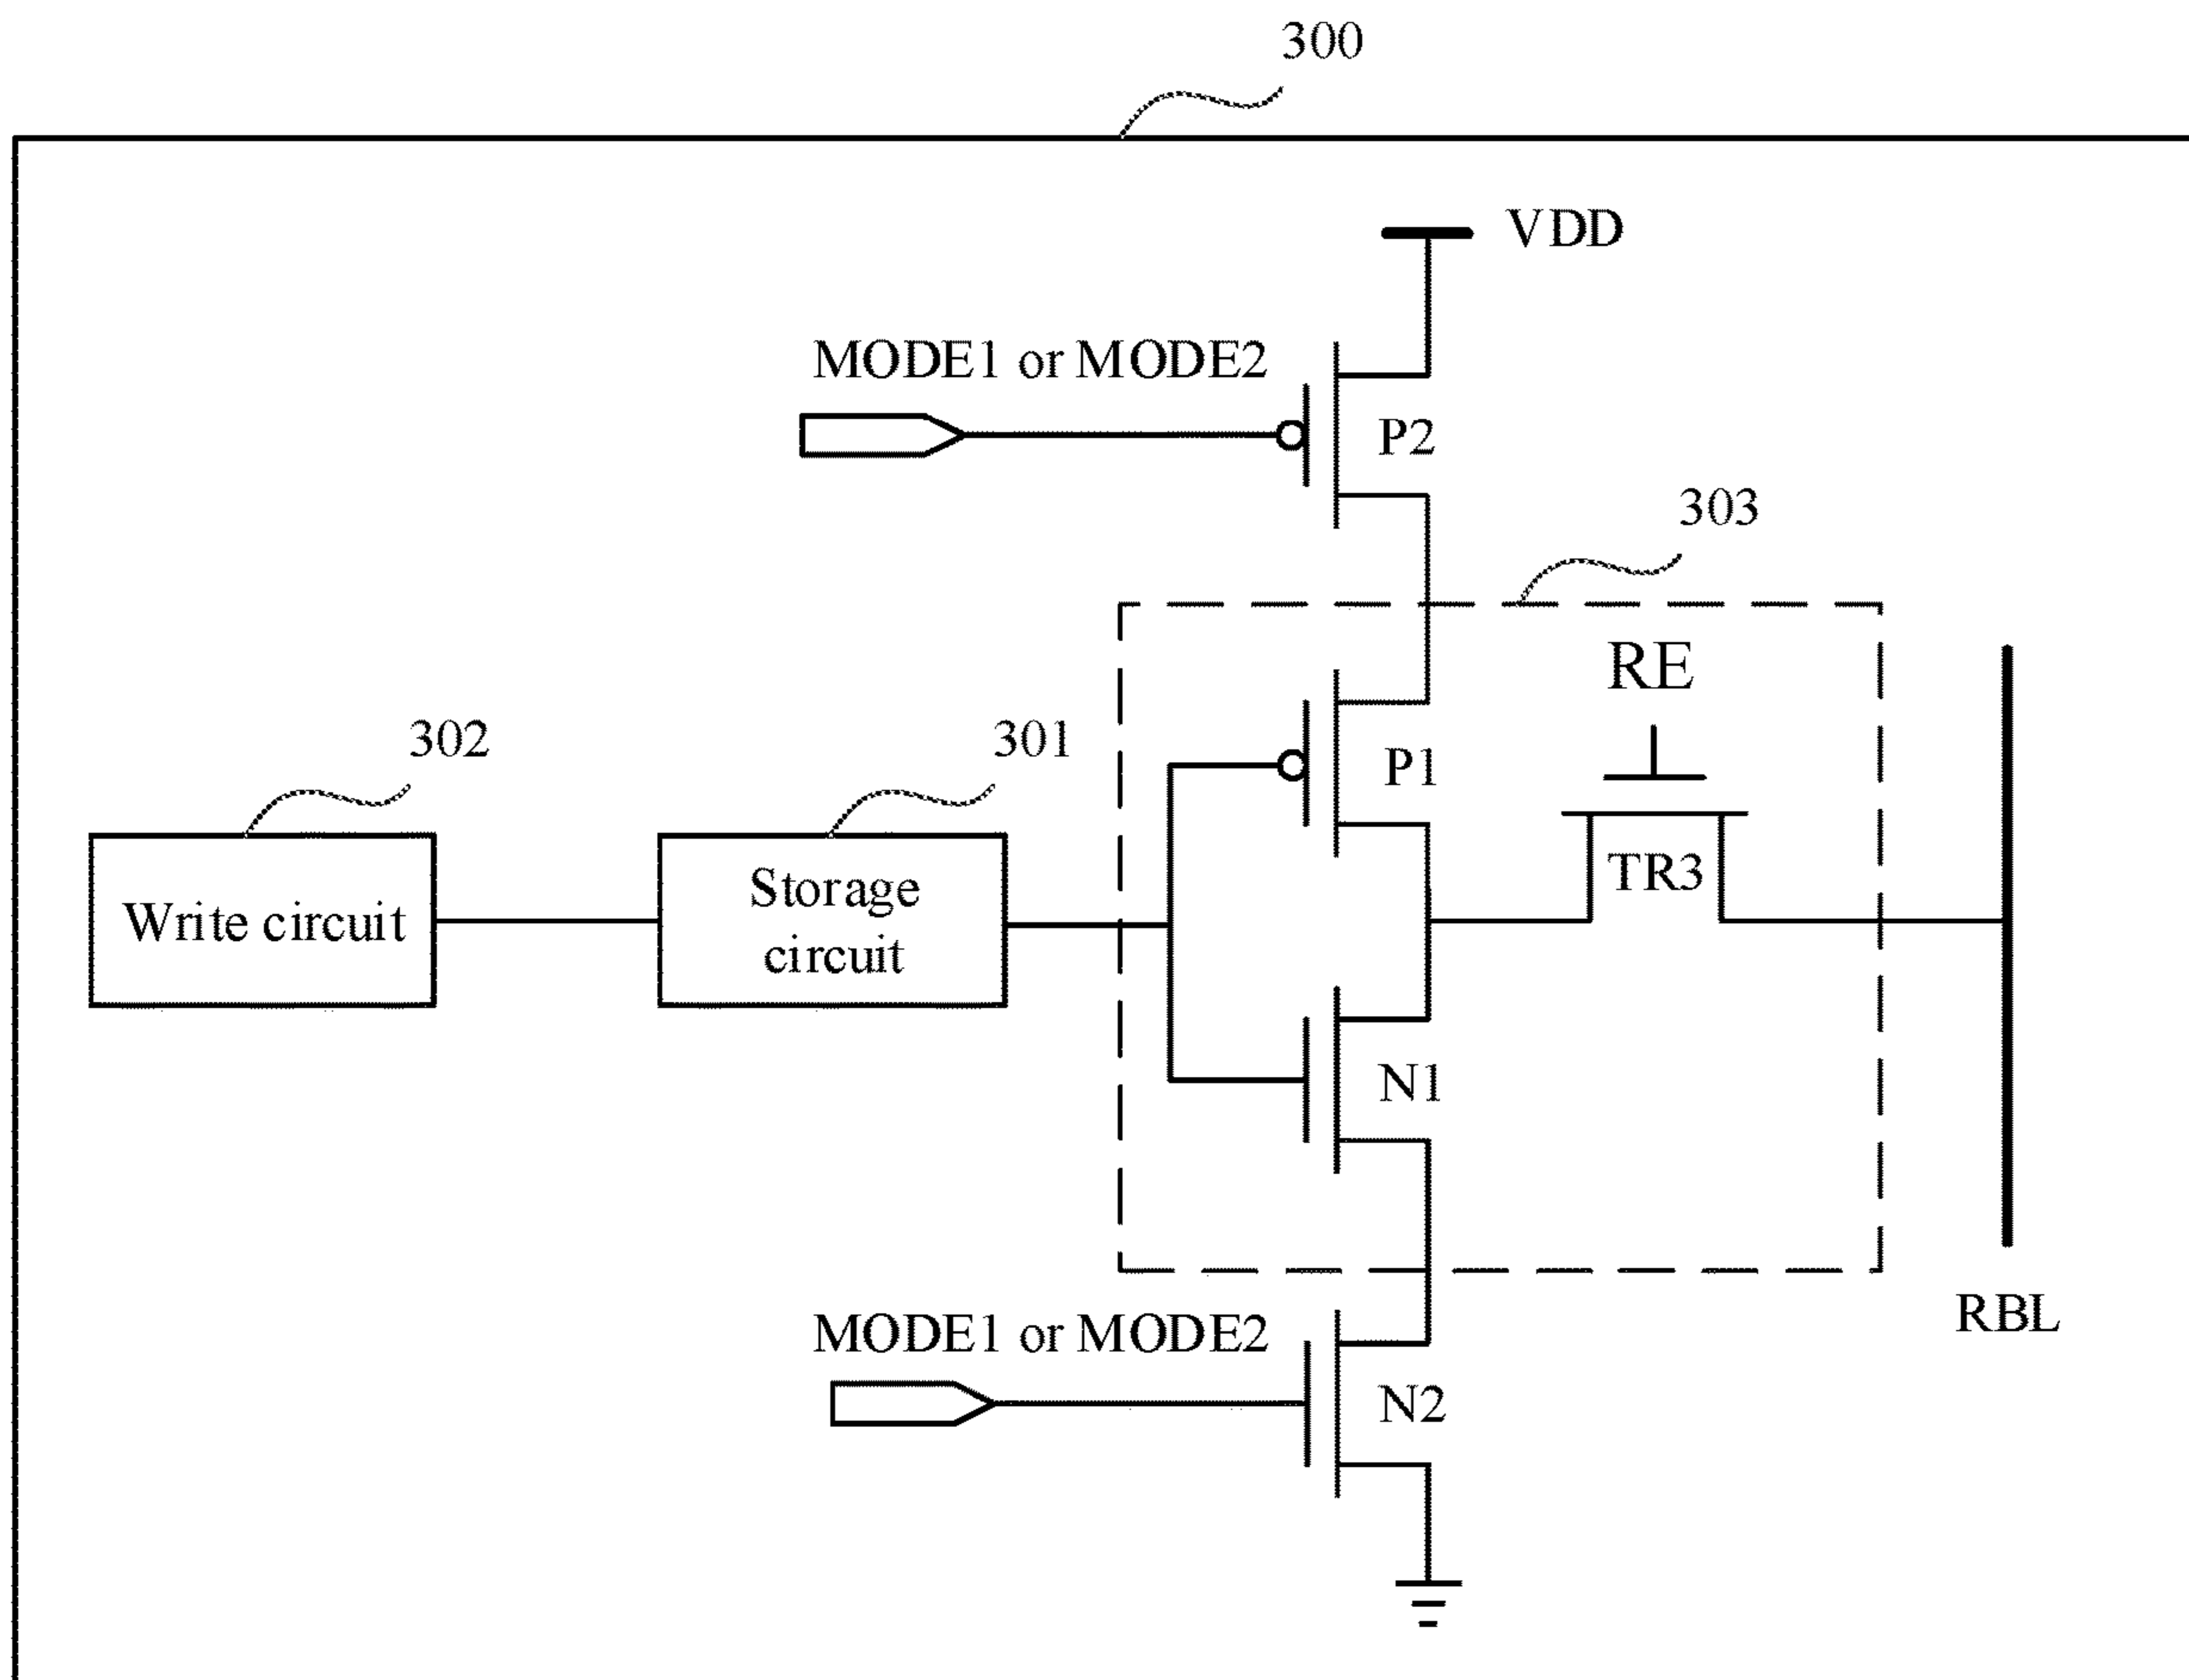 300
VDD
MODE1 or MODE2
P2
303
RE
302
301
P1
Write circuit
Storage
circuit
TR3
N1
RBL
MODE1 or MODE2
N2